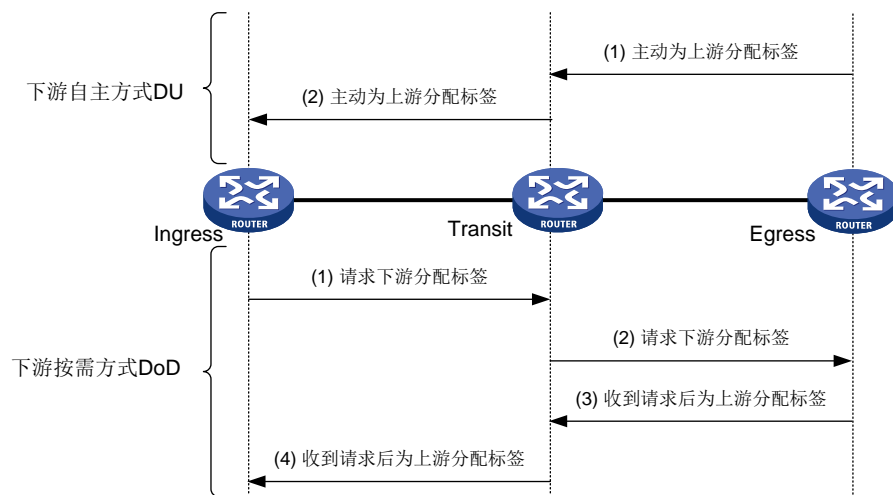 (1) 主动为上游分配标签
下游自主方式DU
(2) 主动为上游分配标签
ROUTER
ROUTER
ROUTER
Ingress
Transit
Egress
(1) 请求下游分配标签
(2) 请求下游分配标签
下游按需方式DoD
(3) 收到请求后为上游分配标签
(4) 收到请求后为上游分配标签